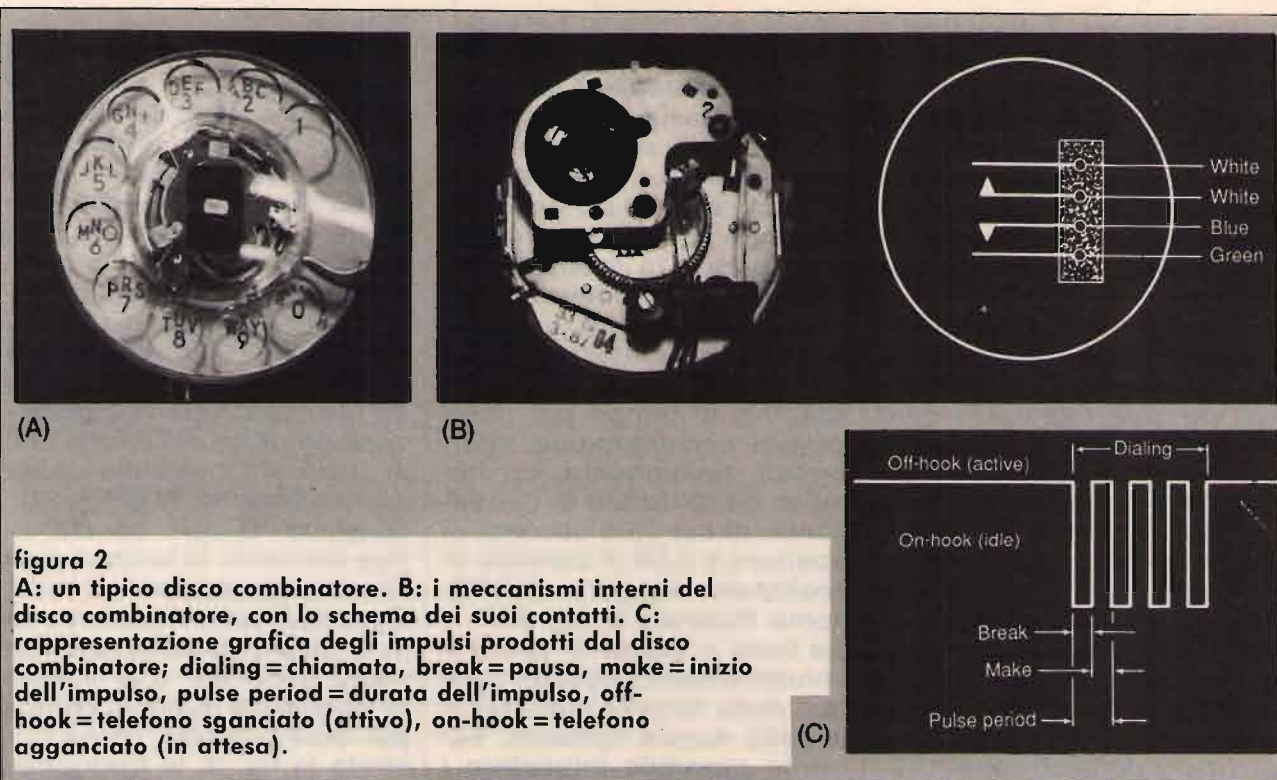 1
ABC
2
DEF
3
4
JKL
5
MNO
6
PRS
7
TUV
8
WXY
9
0
White
White
Blue
Green
(A)
(B)
Off-hook (active)
Dialing
On-hook (idle)
Break
Make
Pulse period
(C)
figura 2
A: un tipico disco combinatore. B: i meccanismi interni del
disco combinatore, con lo schema dei suoi contatti. C:
rappresentazione grafica degli impulsi prodotti dal disco
combinatore; dialing = chiamata, break = pausa, make = inizio
dell'impulso, pulse period = durata dell'impulso, off-
hook = telefono sganciato (attivo), on-hook = telefono
agganciato (in attesa).